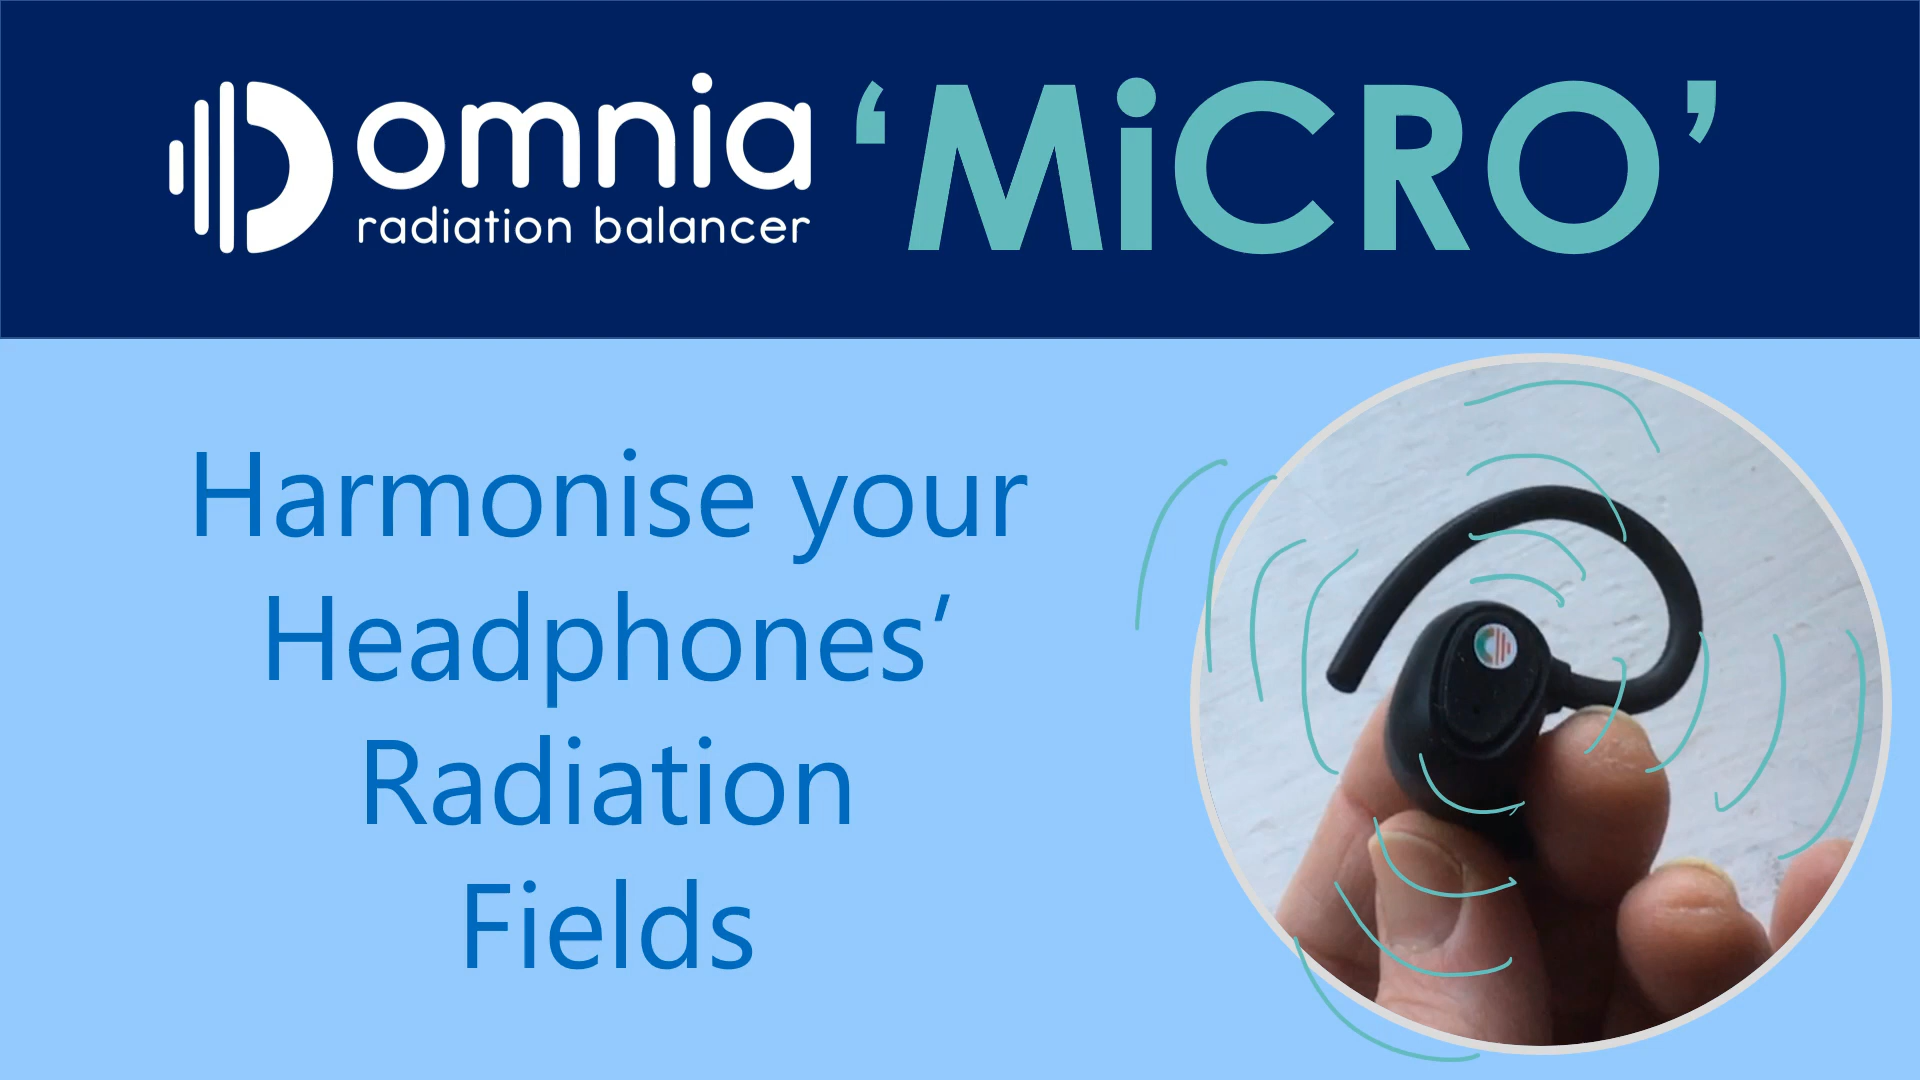 omnia ‘MiCRO’
radiation balancer
Harmonise your
Headphones’
Radiation
Fields